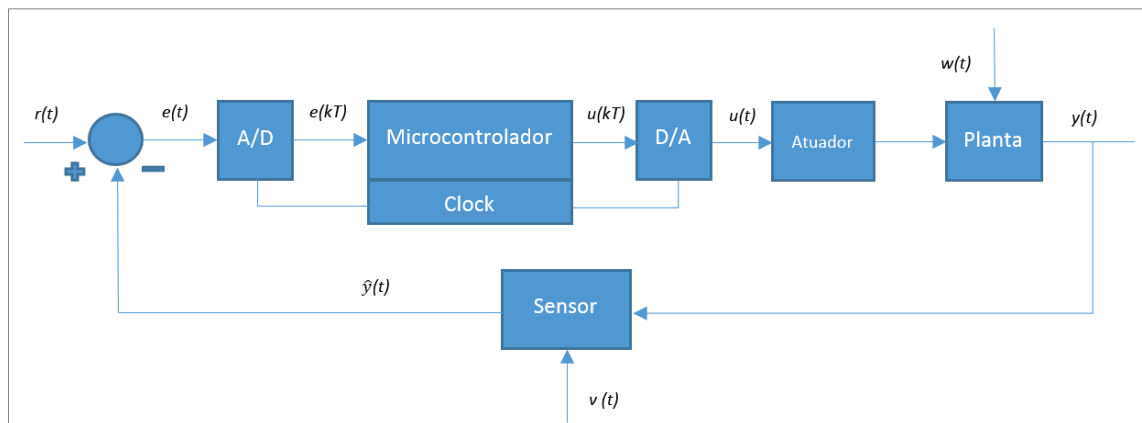 w(t)
r(t)
e(t)
A/D
e(kT)
Microcontrolador
Clock
u(kT)
D/A
u(t)
Atuador
Planta
y(t)
ŷ(t)
Sensor
v (t)